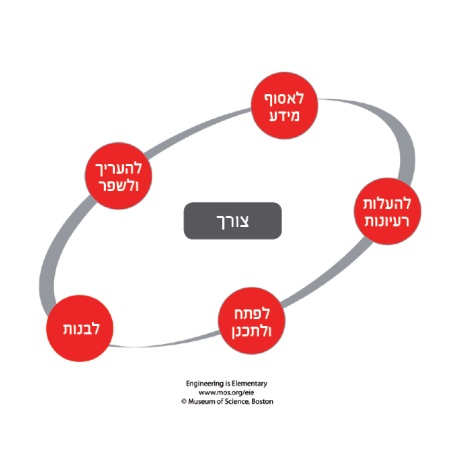 לאסוף
מידע
להעריך
ולשפר
להעלות
רעיונות
צורך
לפתח
ולתכנן
לבנות
Engineering is Elementary
www.mos.org/eie
© Museum of Science, Boston